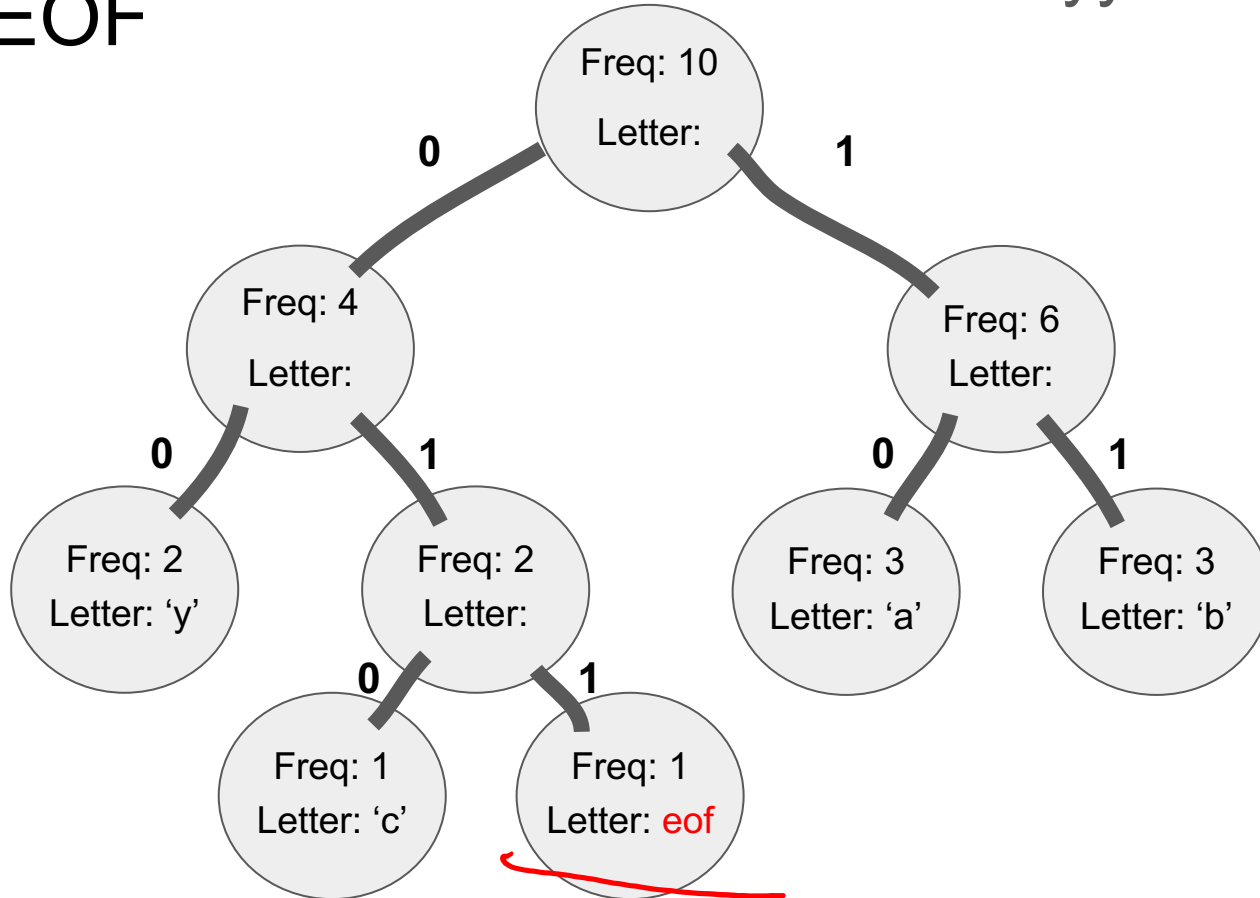 EOF
Freq: 10
Letter:
0
1
Freq: 4
Letter:
Freq: 6
Letter:
0
1
0
1
Freq: 2
Letter: ‘y’
Freq: 2
Letter:
Freq: 3
Letter: ‘a’
Freq: 3
Letter: ‘b’
0
1
Freq: 1
Letter: ‘c’
Freq: 1
Letter: eof